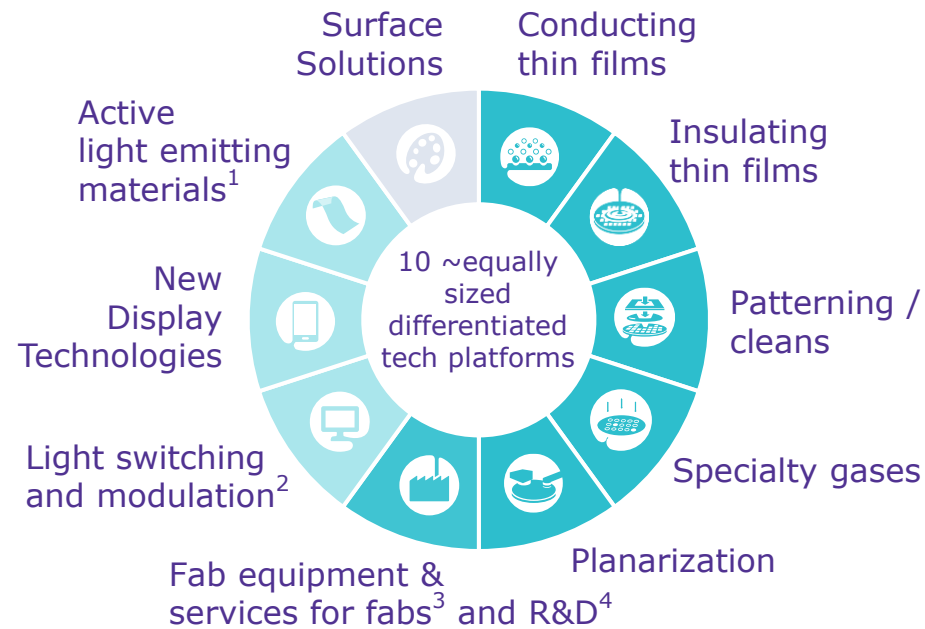 Surface
Solutions
Conducting
thin films
Insulating
thin films
Patterning /
cleans
Specialty gases
Planarization
Fab equipment &
services for fabs³ and R&D⁴
Light switching
and modulation²
New
Display
Technologies
Active
light emitting
materials¹
10 ~equally
sized
differentiated
tech platforms